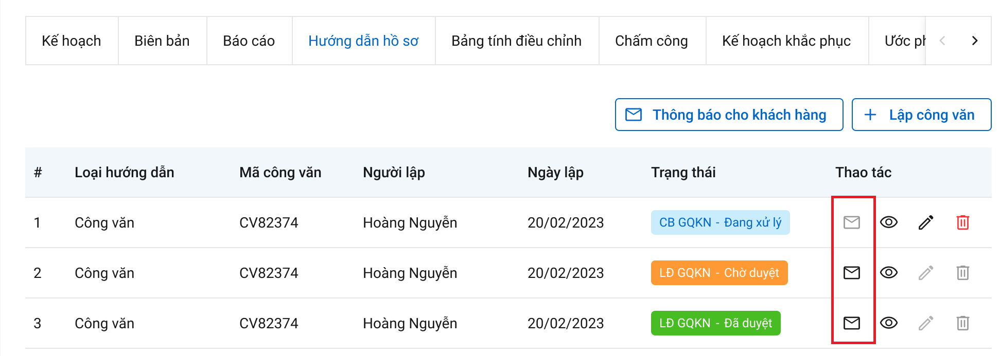 Kế hoạch Biên bản Báo cáo Hướng dẫn hồ sơ Bảng tính điều chỉnh Chấm công Kế hoạch khắc phục Ước
Thông báo cho khách hàng Lập công văn
# Loại hướng dẫn Mã công văn Người lập Ngày lập Trạng thái Thao tác
1 Công văn CV82374 Hoàng Nguyễn 20/02/2023 CB GQKN - Đang xử lý
2 Công văn CV82374 Hoàng Nguyễn 20/02/2023 LĐ GQKN - Chờ duyệt
3 Công văn CV82374 Hoàng Nguyễn 20/02/2023 LĐ GQKN - Đã duyệt